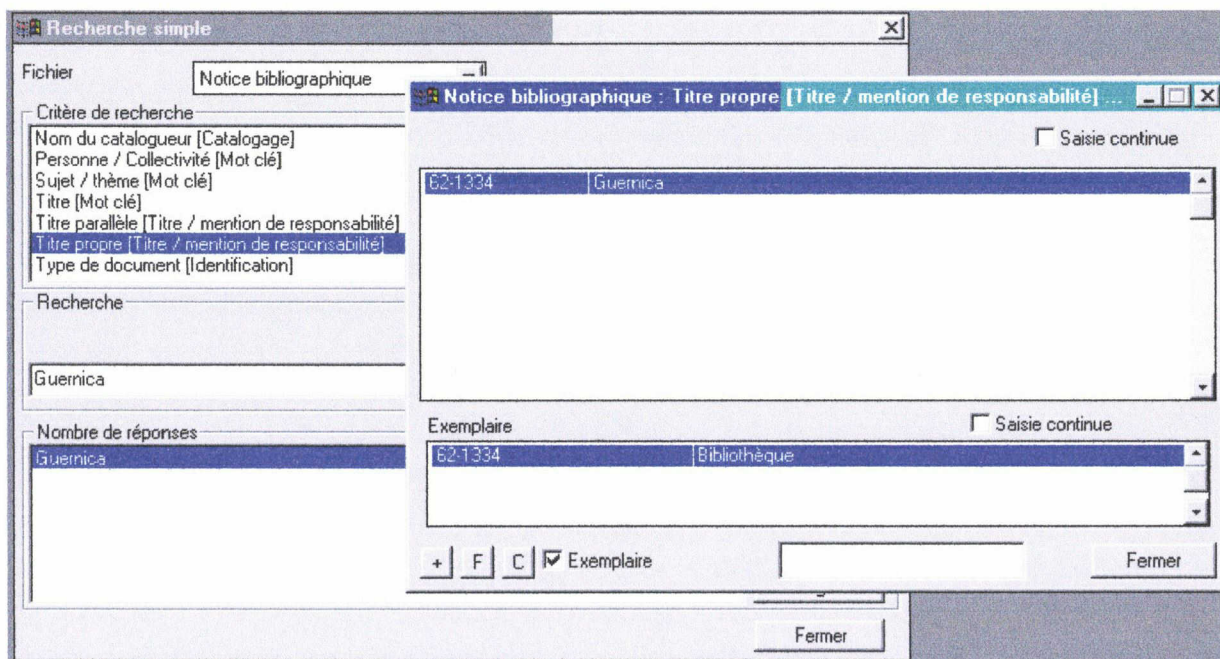 Recherche simple
Fichier
Notice bibliographique
Critère de recherche
Nom du catalogueur [Catalogage]
Personne / Collectivité [Mot clé]
Sujet / thème [Mot clé]
Titre [Mot clé]
Titre parallèle [Titre / mention de responsabilité]
Titre propre [Titre / mention de responsabilité]
Type de document [Identification]
Recherche
Guernica
Nombre de réponses
Guernica
Fermer
Notice bibliographique : Titre propre [Titre / mention de responsabilité] ...
Saisie continue
62-1334 Guernica
Exemplaire
Saisie continue
62-1334 Bibliothèque
+ F C Exemplaire
Fermer